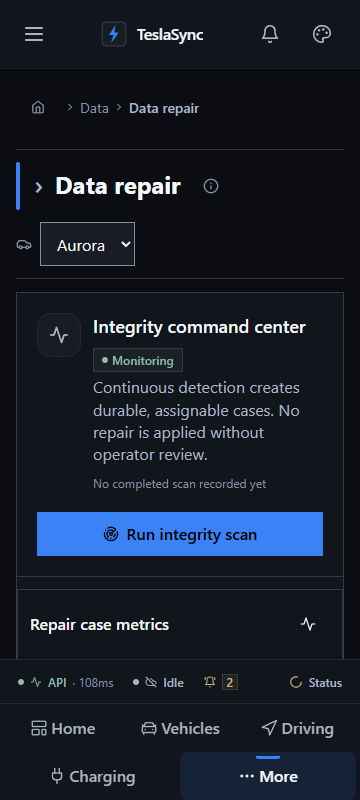 TeslaSync
Data
Data repair
Data repair
Aurora
Integrity command center
Monitoring
Continuous detection creates
durable, assignable cases. No
repair is applied without
operator review.
No completed scan recorded yet
Run integrity scan
Repair case metrics
API · 108ms
Idle
2
Status
Home
Vehicles
Driving
Charging
More